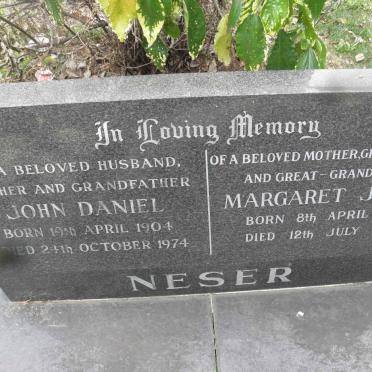 In Loving Memory
A BELOVED HUSBAND,
HER AND GRANDFATHER
JOHN DANIEL
BORN 19TH APRIL 1904
ED 24TH OCTOBER 1974
OF A BELOVED MOTHER, GR
AND GREAT-GRAND
MARGARET J
BORN 8TH APRIL
DIED 12TH JULY
NESER